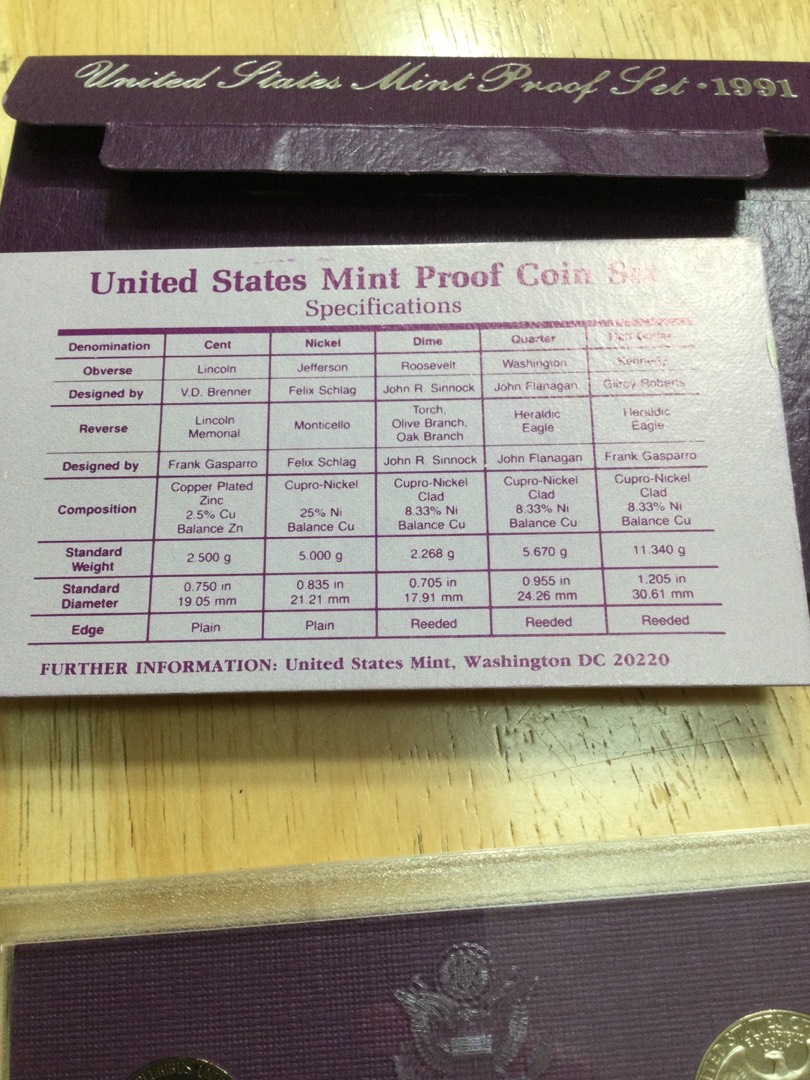 United States Mint Proof Set · 1991
United States Mint Proof Coin Set
Specifications
Denomination Cent Nickel Dime Quarter
Obverse Lincoln Jefferson Roosevelt Washington Kennedy
Designed by V.D. Brenner Felix Schlag John R. Sinnock John Flanagan Gilroy Roberts
Reverse Lincoln Memorial Monticello Torch, Olive Branch, Oak Branch Heraldic Eagle Heraldic Eagle
Designed by Frank Gasparro Felix Schlag John R. Sinnock John Flanagan Frank Gasparro
Composition Copper Plated Zinc 2.5% Cu Balance Zn Cupro-Nickel 25% Ni Balance Cu Cupro-Nickel Clad 8.33% Ni Balance Cu Cupro-Nickel Clad 8.33% Ni Balance Cu Cupro-Nickel Clad 8.33% Ni Balance Cu
Standard Weight 2.500 g 5.000 g 2.268 g 5.670 g 11.340 g
Standard Diameter 0.750 in 19.05 mm 0.835 in 21.21 mm 0.705 in 17.91 mm 0.955 in 24.26 mm 1.205 in 30.61 mm
Edge Plain Plain Reeded Reeded Reeded
FURTHER INFORMATION: United States Mint, Washington DC 20220
STATES